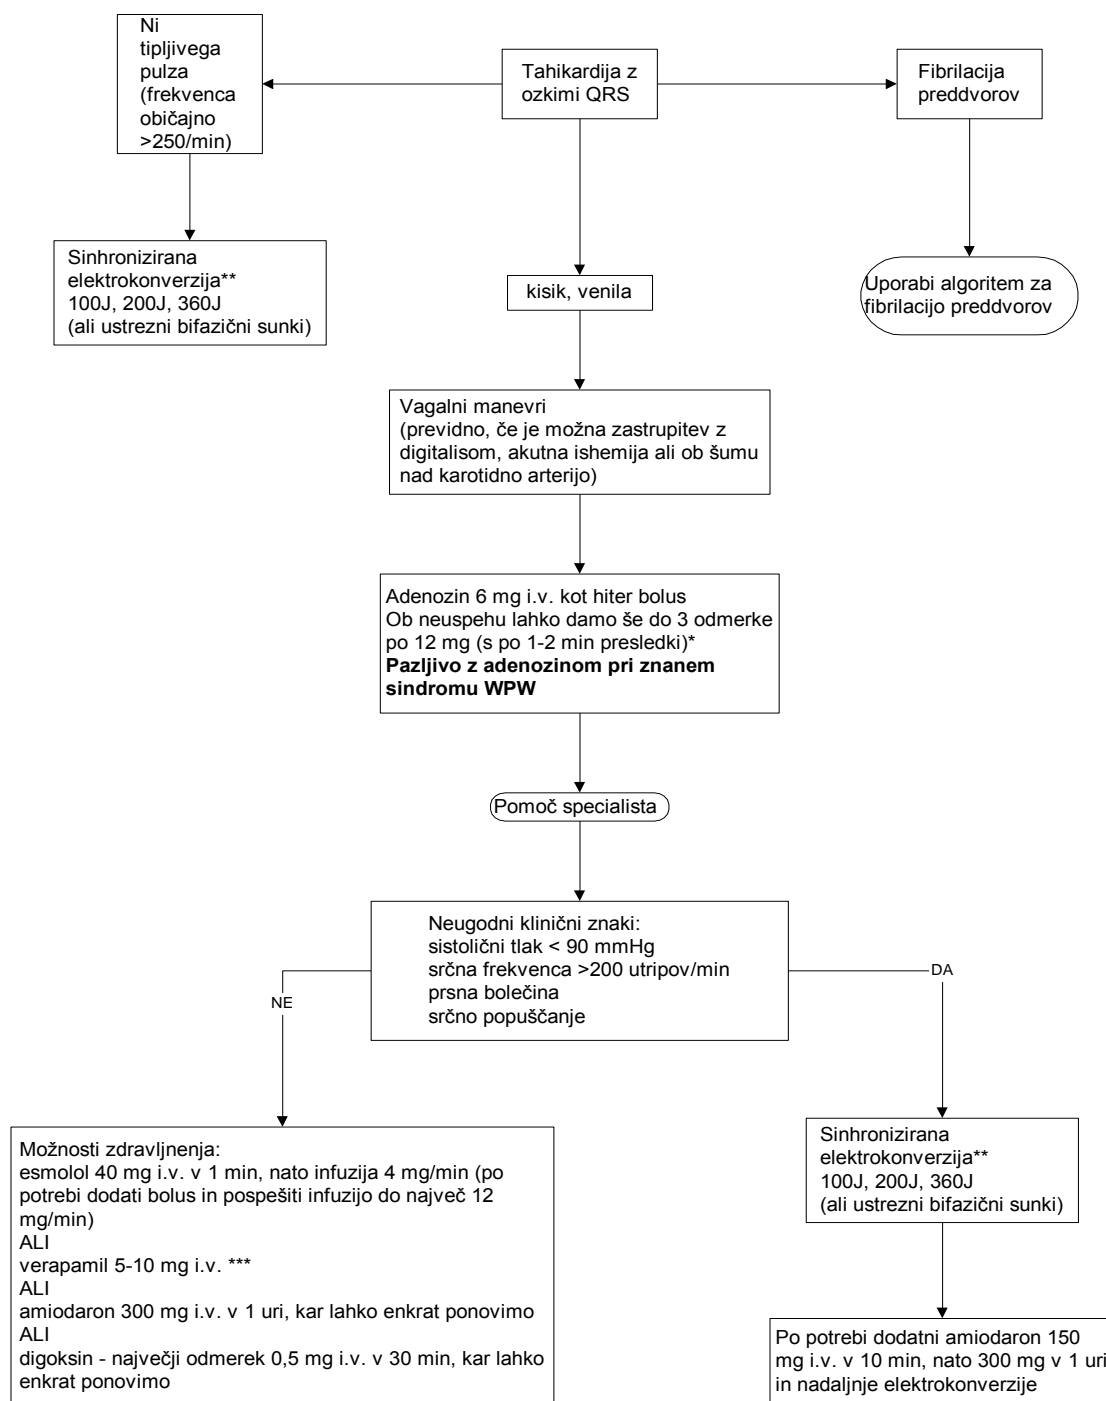 Ni
tipljivega
pulza
(frekvenca
običajno
>250/min)
Tahikardija z
ozkimi QRS
Fibrilacija
preddvorov
Sinhronizirana
elektrokonverzija**
100J, 200J, 360J
(ali ustrezni bifazični sunki)
kisik, venila
Uporabi algoritem za
fibrilacijo preddvorov
Vagalni manevri
(previdno, če je možna zastrupitev z
digitalisom, akutna ishemija ali ob šumu
nad karotidno arterijo)
Adenozin 6 mg i.v. kot hiter bolus
Ob neuspehu lahko damo še do 3 odmerke
po 12 mg (s po 1-2 min presledki)*
Pazljivo z adenozinom pri znanem
sindromu WPW
Pomoč specialista
Neugodni klinični znaki:
sistolični tlak < 90 mmHg
srčna frekvenca >200 utripov/min
prsna bolečina
srčno popuščanje
NE
DA
Možnosti zdravljnenja:
esmolol 40 mg i.v. v 1 min, nato infuzija 4 mg/min (po
potrebi dodati bolus in pospešiti infuzijo do največ 12
mg/min)
ALI
verapamil 5-10 mg i.v. ***
ALI
amiodaron 300 mg i.v. v 1 uri, kar lahko enkrat ponovimo
ALI
digoksin - največji odmerek 0,5 mg i.v. v 30 min, kar lahko
enkrat ponovimo
Sinhronizirana
elektrokonverzija**
100J, 200J, 360J
(ali ustrezni bifazični sunki)
Po potrebi dodatni amiodaron 150
mg i.v. v 10 min, nato 300 mg v 1 uri
in nadaljnje elektrokonverzije